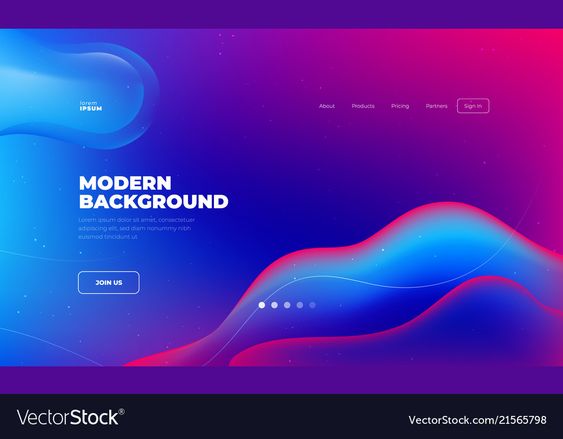 lorem
IPSUM
About Products Pricing Partners Sign In
MODERN
BACKGROUND
Lorem ipsum dolor sit amet, consectetuer
adipiscing elit, sed diam nonummy nibh
euismod tincidunt ut
JOIN US
VectorStock®
VectorStock.com/21565798